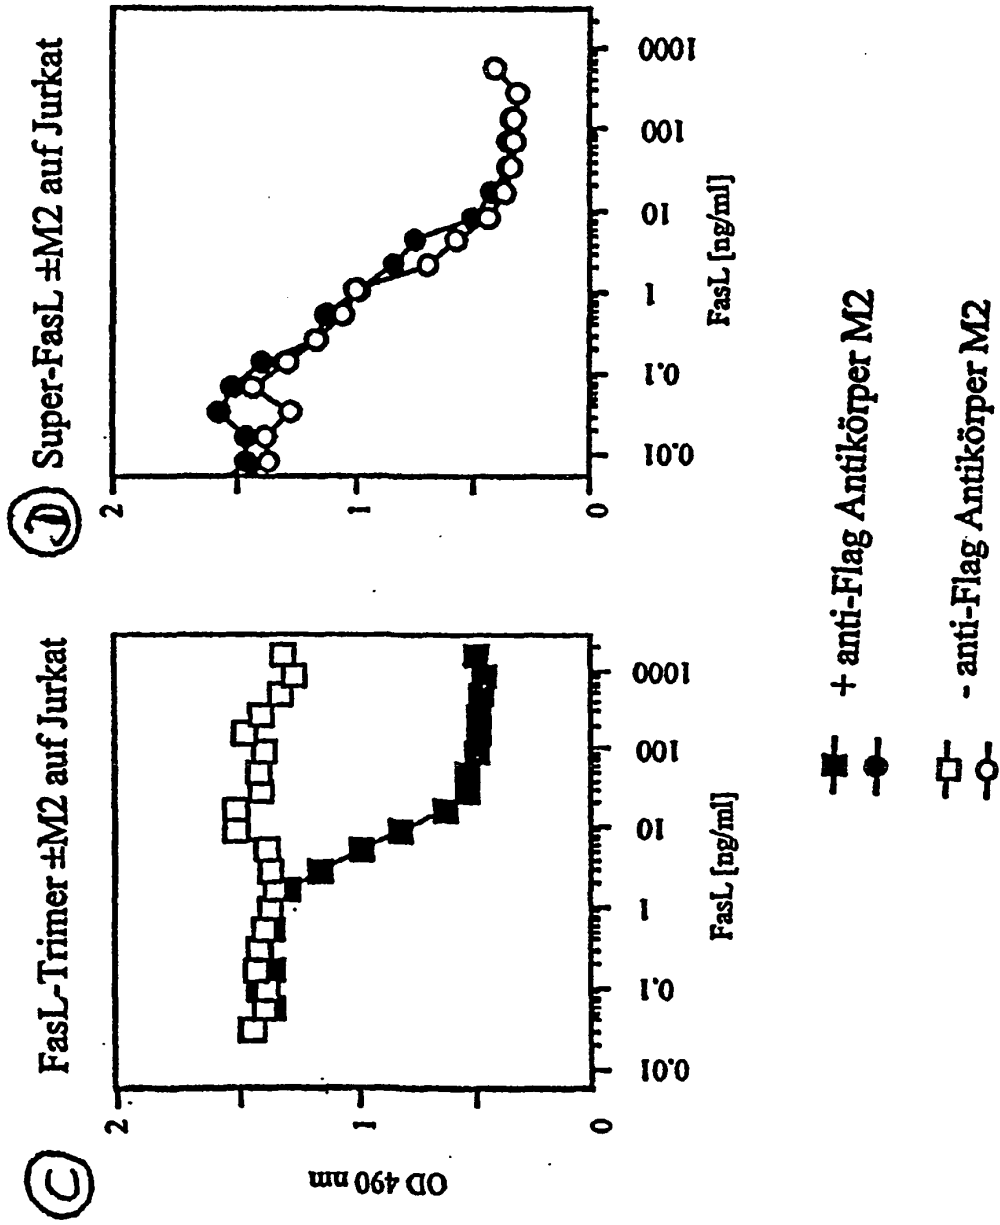 C
FasL-Trimer ±M2 auf Jurkat
OD 490 nm
2
1
0
0.01
0.1
1
10
100
1000
FasL [ng/ml]
D
Super-FasL ±M2 auf Jurkat
2
1
0
0.01
0.1
1
10
100
1000
FasL [ng/ml]
+ anti-Flag Antikörper M2
- anti-Flag Antikörper M2